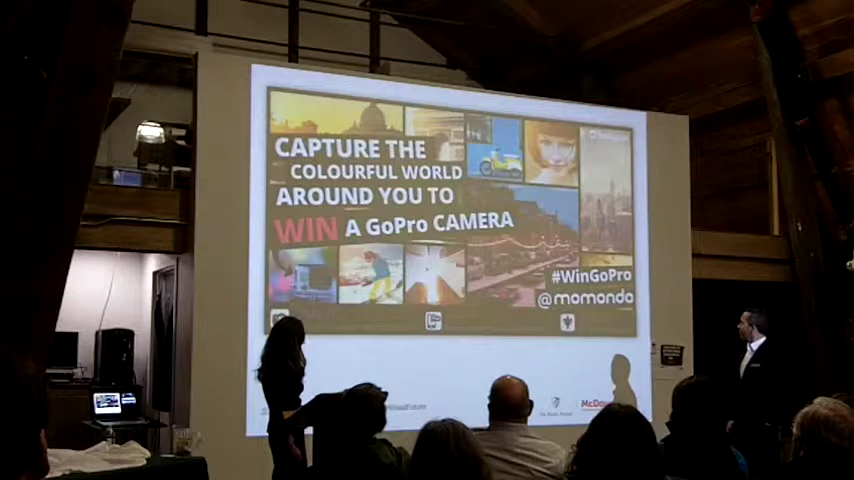 CAPTURE THE
COLOURFUL WORLD
AROUND YOU TO
WIN A GoPro CAMERA
#WinGoPro
@momondo